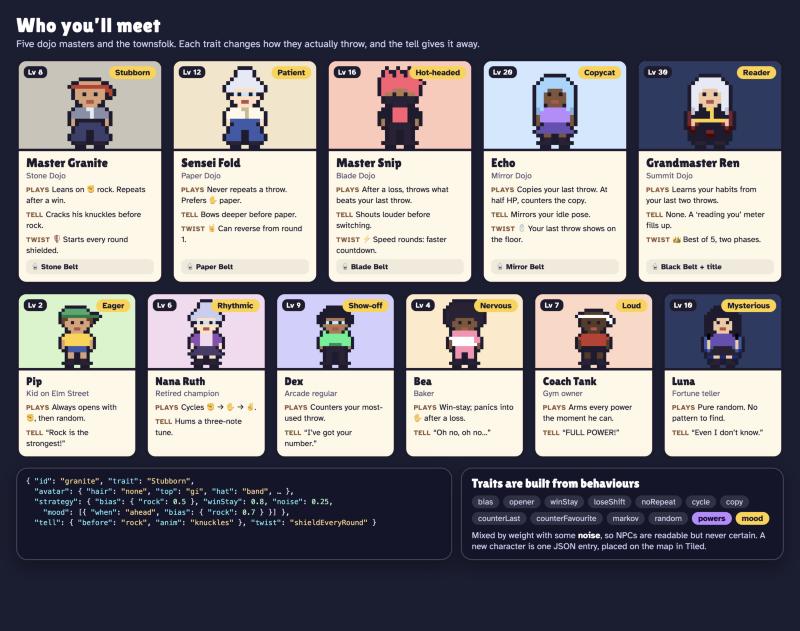 Who you'll meet
Five dojo masters and the townsfolk. Each trait changes how they actually throw, and the tell gives it away.
Lv 8
Stubborn
Master Granite
Stone Dojo
PLAYS Leans on ✊ rock. Repeats
after a win.
TELL Cracks his knuckles before
rock.
TWIST 🛡️ Starts every round
shielded.
Stone Belt
Lv 12
Patient
Sensei Fold
Paper Dojo
PLAYS Never repeats a throw.
Prefers ✋ paper.
TELL Bows deeper before paper.
TWIST Can reverse from round
1.
Paper Belt
Lv 16
Hot-headed
Master Snip
Blade Dojo
PLAYS After a loss, throws what
beats your last throw.
TELL Shouts louder before
switching.
TWIST ⚡ Speed rounds: faster
countdown.
Blade Belt
Lv 20
Copycat
Echo
Mirror Dojo
PLAYS Copies your last throw. At
half HP, counters the copy.
TELL Mirrors your idle pose.
TWIST Your last throw shows on
the floor.
Mirror Belt
Lv 30
Reader
Grandmaster Ren
Summit Dojo
PLAYS Learns your habits from
your last two throws.
TELL None. A 'reading you' meter
fills up.
TWIST Best of 5, two phases.
Black Belt + title
Lv 2
Eager
Pip
Kid on Elm Street
PLAYS Always opens with
✊, then random.
TELL "Rock is the
strongest!"
Lv 6
Rhythmic
Nana Ruth
Retired champion
PLAYS Cycles ✊ → ✋ → ✌️.
TELL Hums a three-note
tune.
Lv 9
Show-off
Dex
Arcade regular
PLAYS Counters your most-
used throw.
TELL "I've got your
number."
Lv 4
Nervous
Bea
Baker
PLAYS Win-stay; panics into
✋ after a loss.
TELL "Oh no, oh no…"
Lv 7
Loud
Coach Tank
Gym owner
PLAYS Arms every power
the moment he can.
TELL "FULL POWER!"
Lv 10
Mysterious
Luna
Fortune teller
PLAYS Pure random. No
pattern to find.
TELL "Even I don't know."
{ "id": "granite", "trait": "Stubborn",
"avatar": { "hair": "none", "top": "gi", "hat": "band", … },
"strategy": { "bias": { "rock": 0.5 }, "winStay": 0.8, "noise": 0.25,
"mood": [{ "when": "ahead", "bias": { "rock": 0.7 } }] },
"tell": { "before": "rock", "anim": "knuckles" }, "twist": "shieldEveryRound" }
Traits are built from behaviours
bias opener winStay loseShift noRepeat cycle copy
counterLast counterFavourite markov random powers mood
Mixed by weight with some noise, so NPCs are readable but never certain. A
new character is one JSON entry, placed on the map in Tiled.